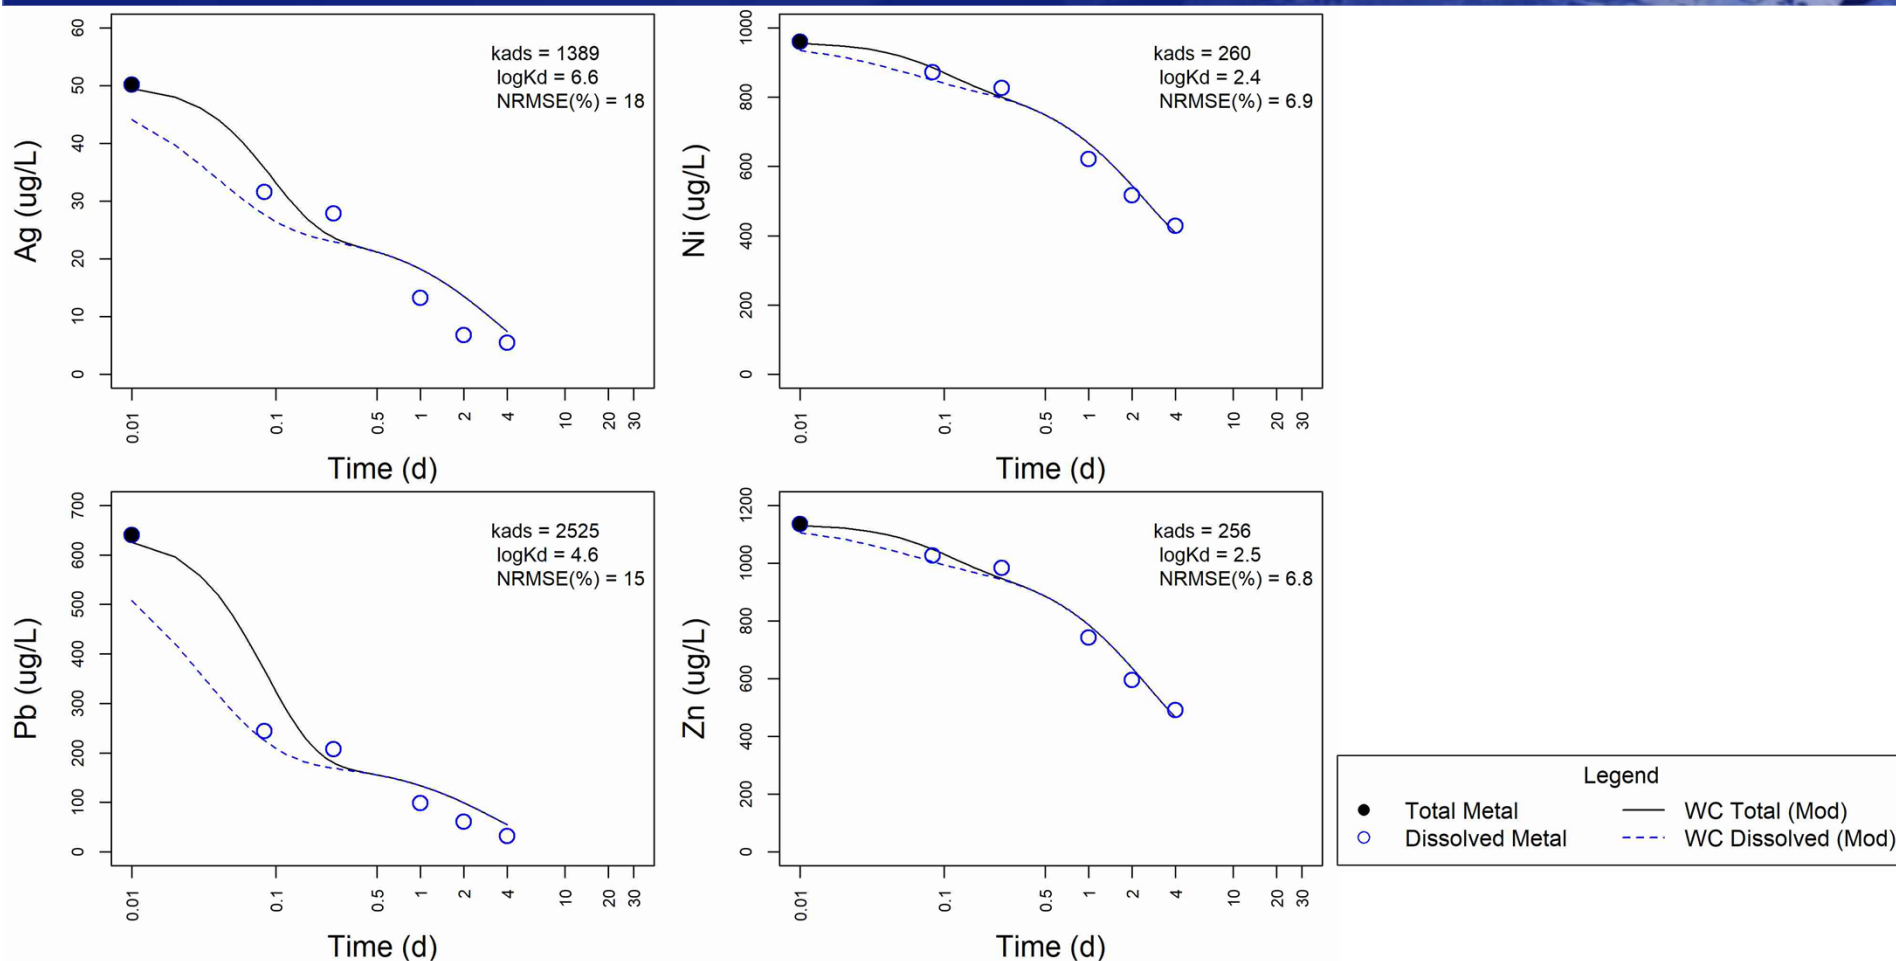 60
50
40
30
20
10
0
Ag (ug/L)
kads = 1389
logKd = 6.6
NRMSE(%) = 18
0.01
0.1
0.5
1
2
4
10
20
30
Time (d)
1000
800
600
400
200
0
Ni (ug/L)
kads = 260
logKd = 2.4
NRMSE(%) = 6.9
0.01
0.1
0.5
1
2
4
10
20
30
Time (d)
700
600
500
400
300
200
100
0
Pb (ug/L)
kads = 2525
logKd = 4.6
NRMSE(%) = 15
0.01
0.1
0.5
1
2
4
10
20
30
Time (d)
1200
1000
800
600
400
200
0
Zn (ug/L)
kads = 256
logKd = 2.5
NRMSE(%) = 6.8
0.01
0.1
0.5
1
2
4
10
20
30
Time (d)
Legend
Total Metal
WC Total (Mod)
Dissolved Metal
WC Dissolved (Mod)